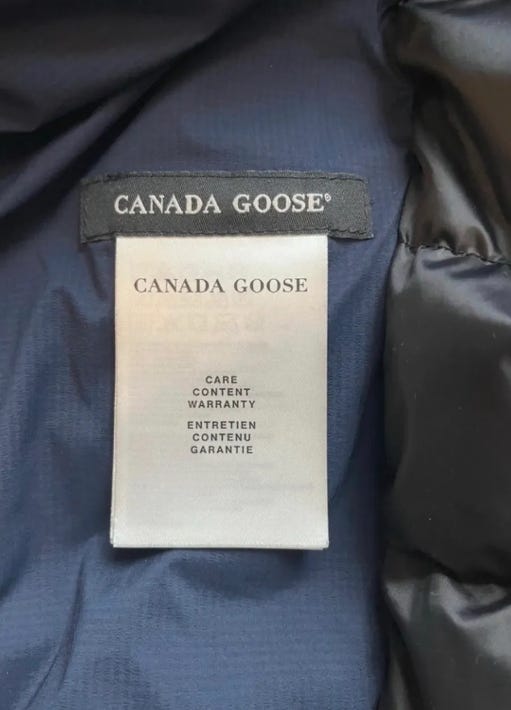 CANADA GOOSE®
CANADA GOOSE
CARE
CONTENT
WARRANTY
ENTRETIEN
CONTENU
GARANTIE